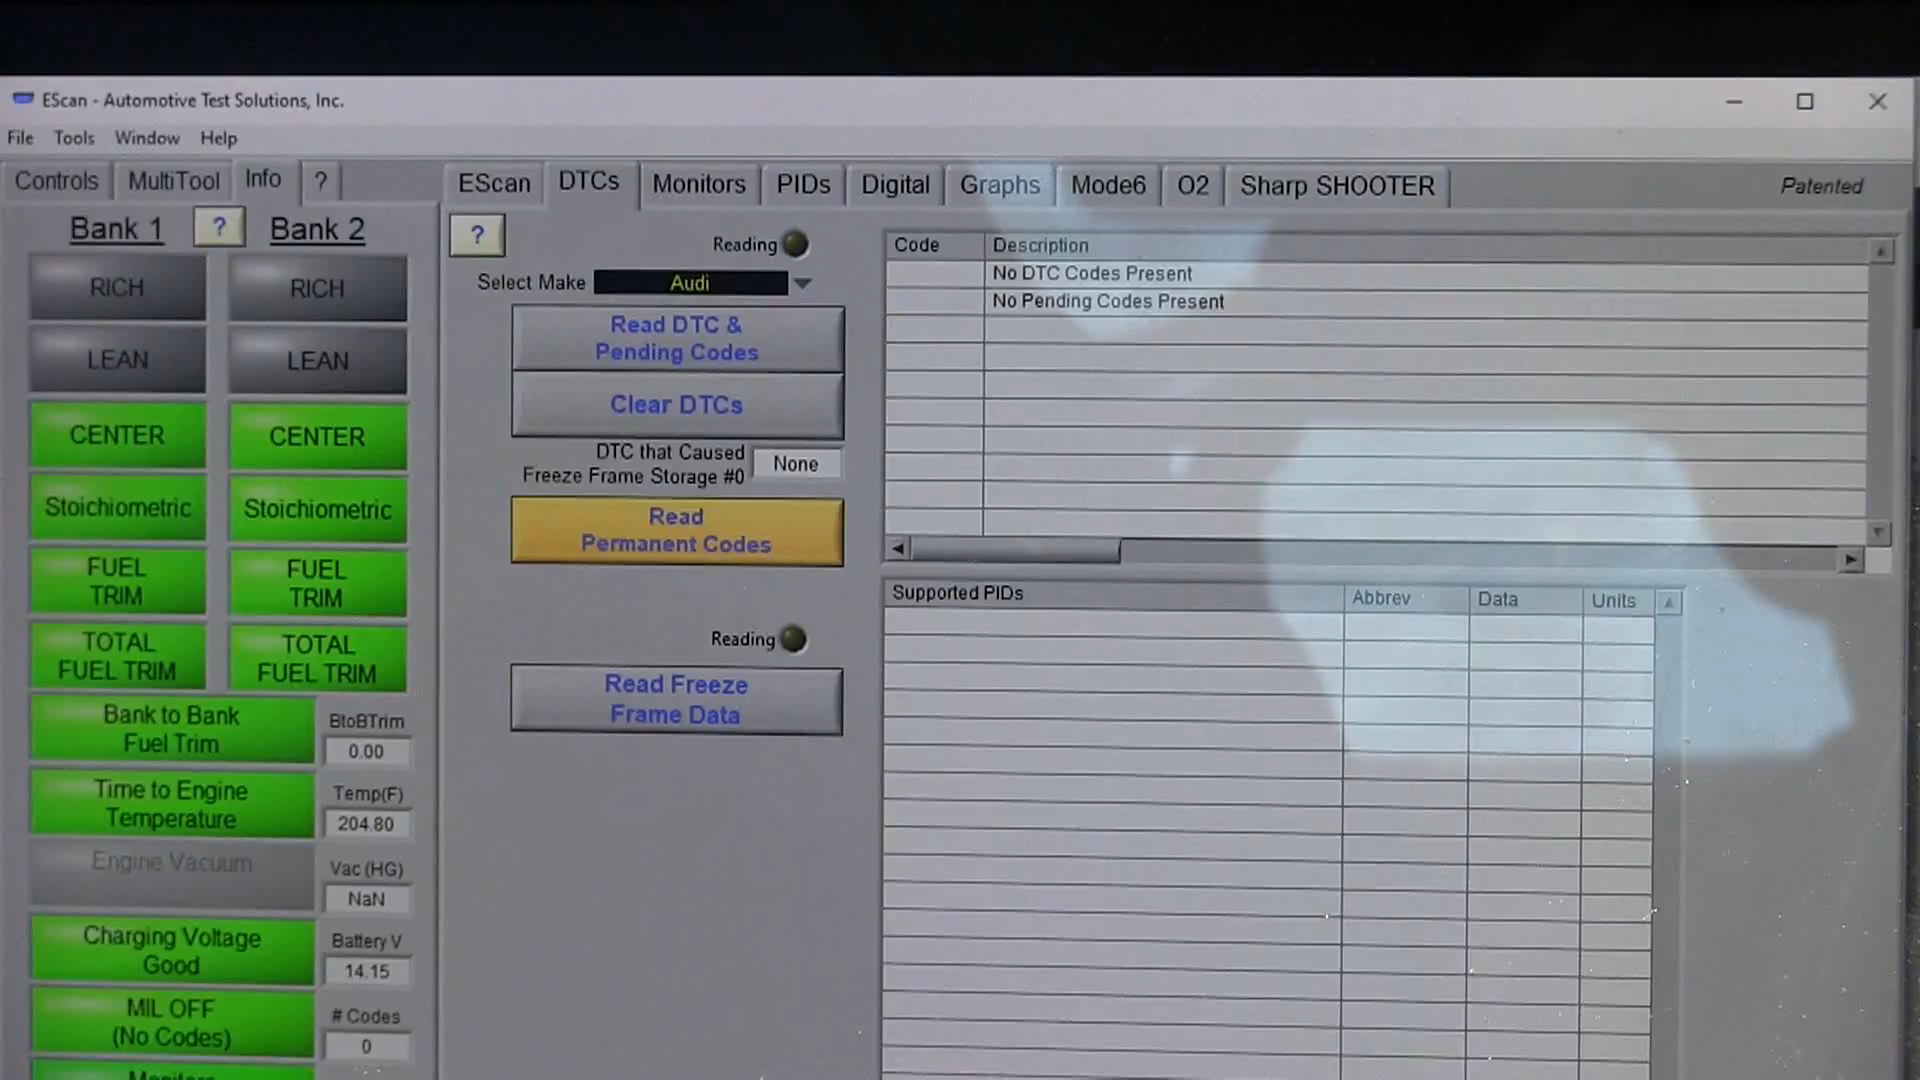 EScan - Automotive Test Solutions, Inc.
File Tools Window Help
Controls MultiTool Info ?
EScan DTCs Monitors PIDs Digital Graphs Mode6 O2 Sharp SHOOTER Patented
Bank 1 ? Bank 2
RICH RICH
LEAN LEAN
CENTER CENTER
Stoichiometric Stoichiometric
FUEL
TRIM
FUEL
TRIM
TOTAL
FUEL TRIM
TOTAL
FUEL TRIM
Bank to Bank
Fuel Trim
BtoBTrim
0.00
Time to Engine
Temperature
Temp(F)
204.80
Engine Vacuum
Vac (HG)
NaN
Charging Voltage
Good
Battery V
14.15
MIL OFF
(No Codes)
# Codes
0
Monitors
?
Reading
Select Make Audi
Read DTC &
Pending Codes
Clear DTCs
DTC that Caused
Freeze Frame Storage #0
None
Read
Permanent Codes
Reading
Read Freeze
Frame Data
Code Description
No DTC Codes Present
No Pending Codes Present
Supported PIDs Abbrev Data Units